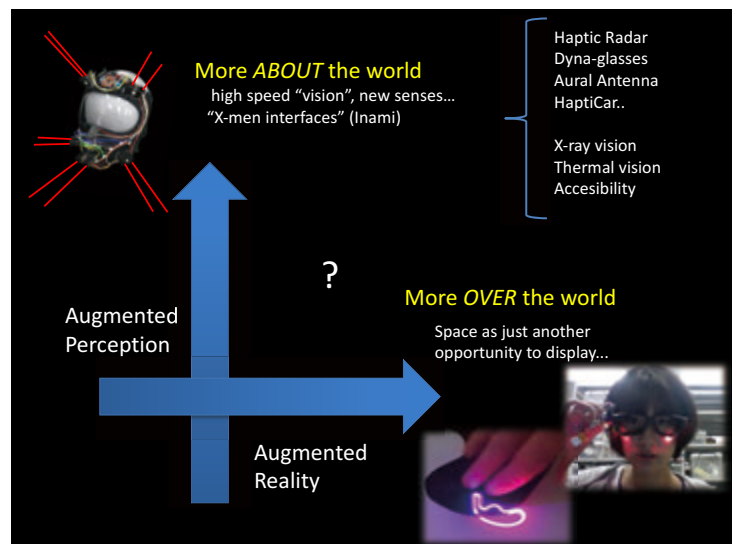 More ABOUT the world
high speed “vision”, new senses…
“X-men interfaces” (Inami)
Haptic Radar
Dyna-glasses
Aural Antenna
HaptiCar..
X-ray vision
Thermal vision
Accesibility
?
More OVER the world
Space as just another
opportunity to display...
Augmented
Perception
Augmented
Reality